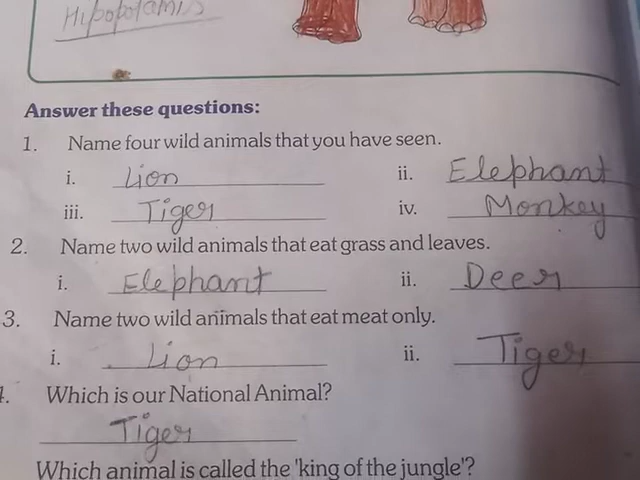 Hipopotamis
Answer these questions:
1. Name four wild animals that you have seen.
i. Lion ii. Elephant
iii. Tiger iv. Monkey
2. Name two wild animals that eat grass and leaves.
i. Elephant ii. Deer
3. Name two wild animals that eat meat only.
i. Lion ii. Tiger
4. Which is our National Animal?
Tiger
Which animal is called the 'king of the jungle'?